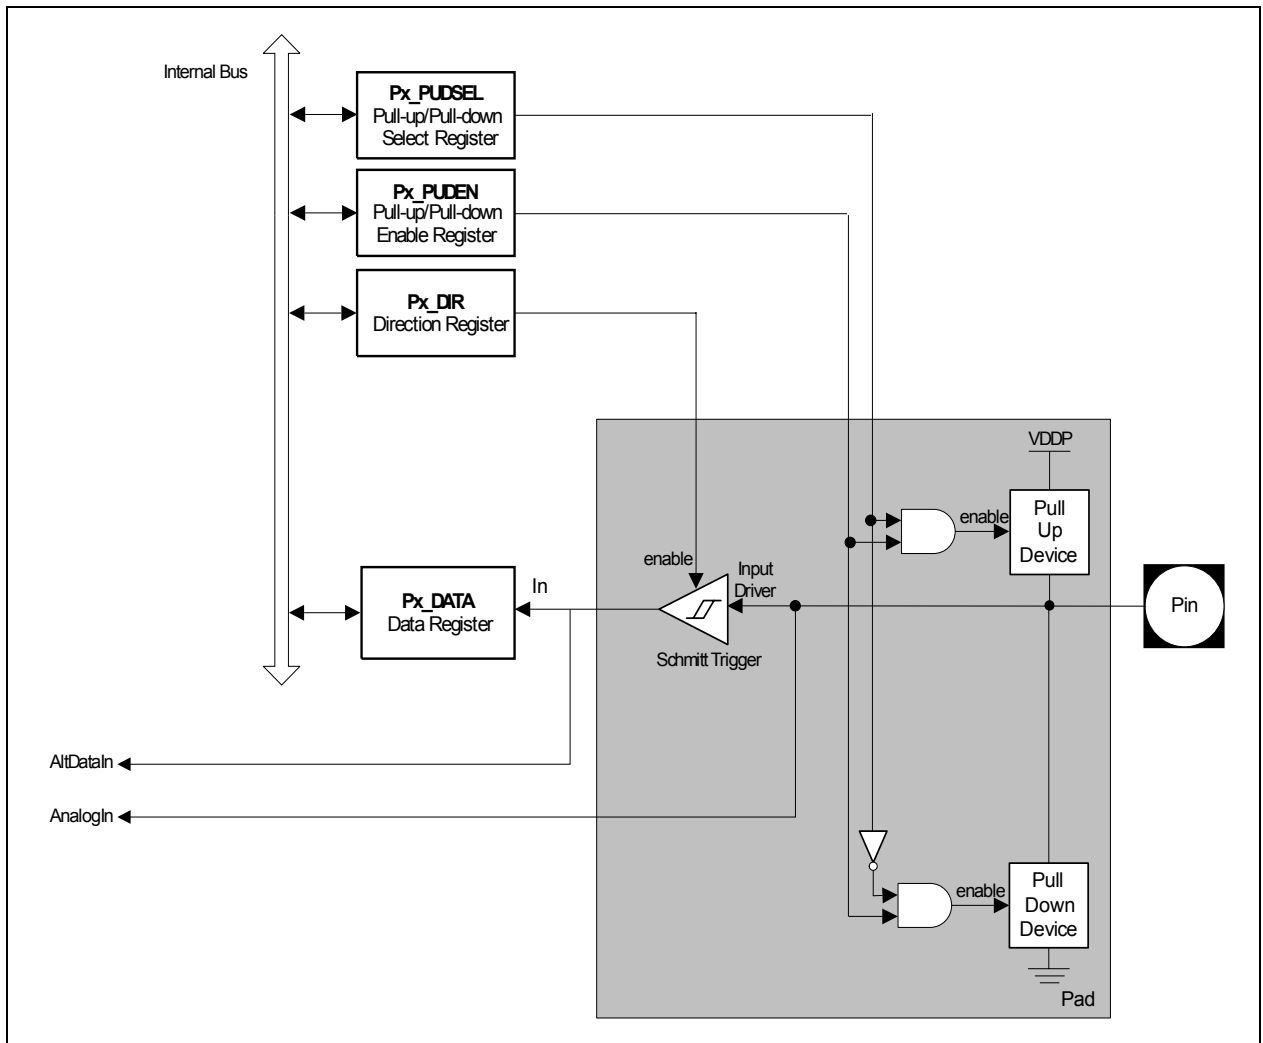 Internal Bus
Px_PUDSEL
Pull-up/Pull-down
Select Register
Px_PUDEN
Pull-up/Pull-down
Enable Register
Px_DIR
Direction Register
VDDP
Pull
Up
Device
enable
enable
Input
Driver
In
Px_DATA
Data Register
Schmitt Trigger
Pin
AltDataIn
AnalogIn
enable
Pull
Down
Device
Pad